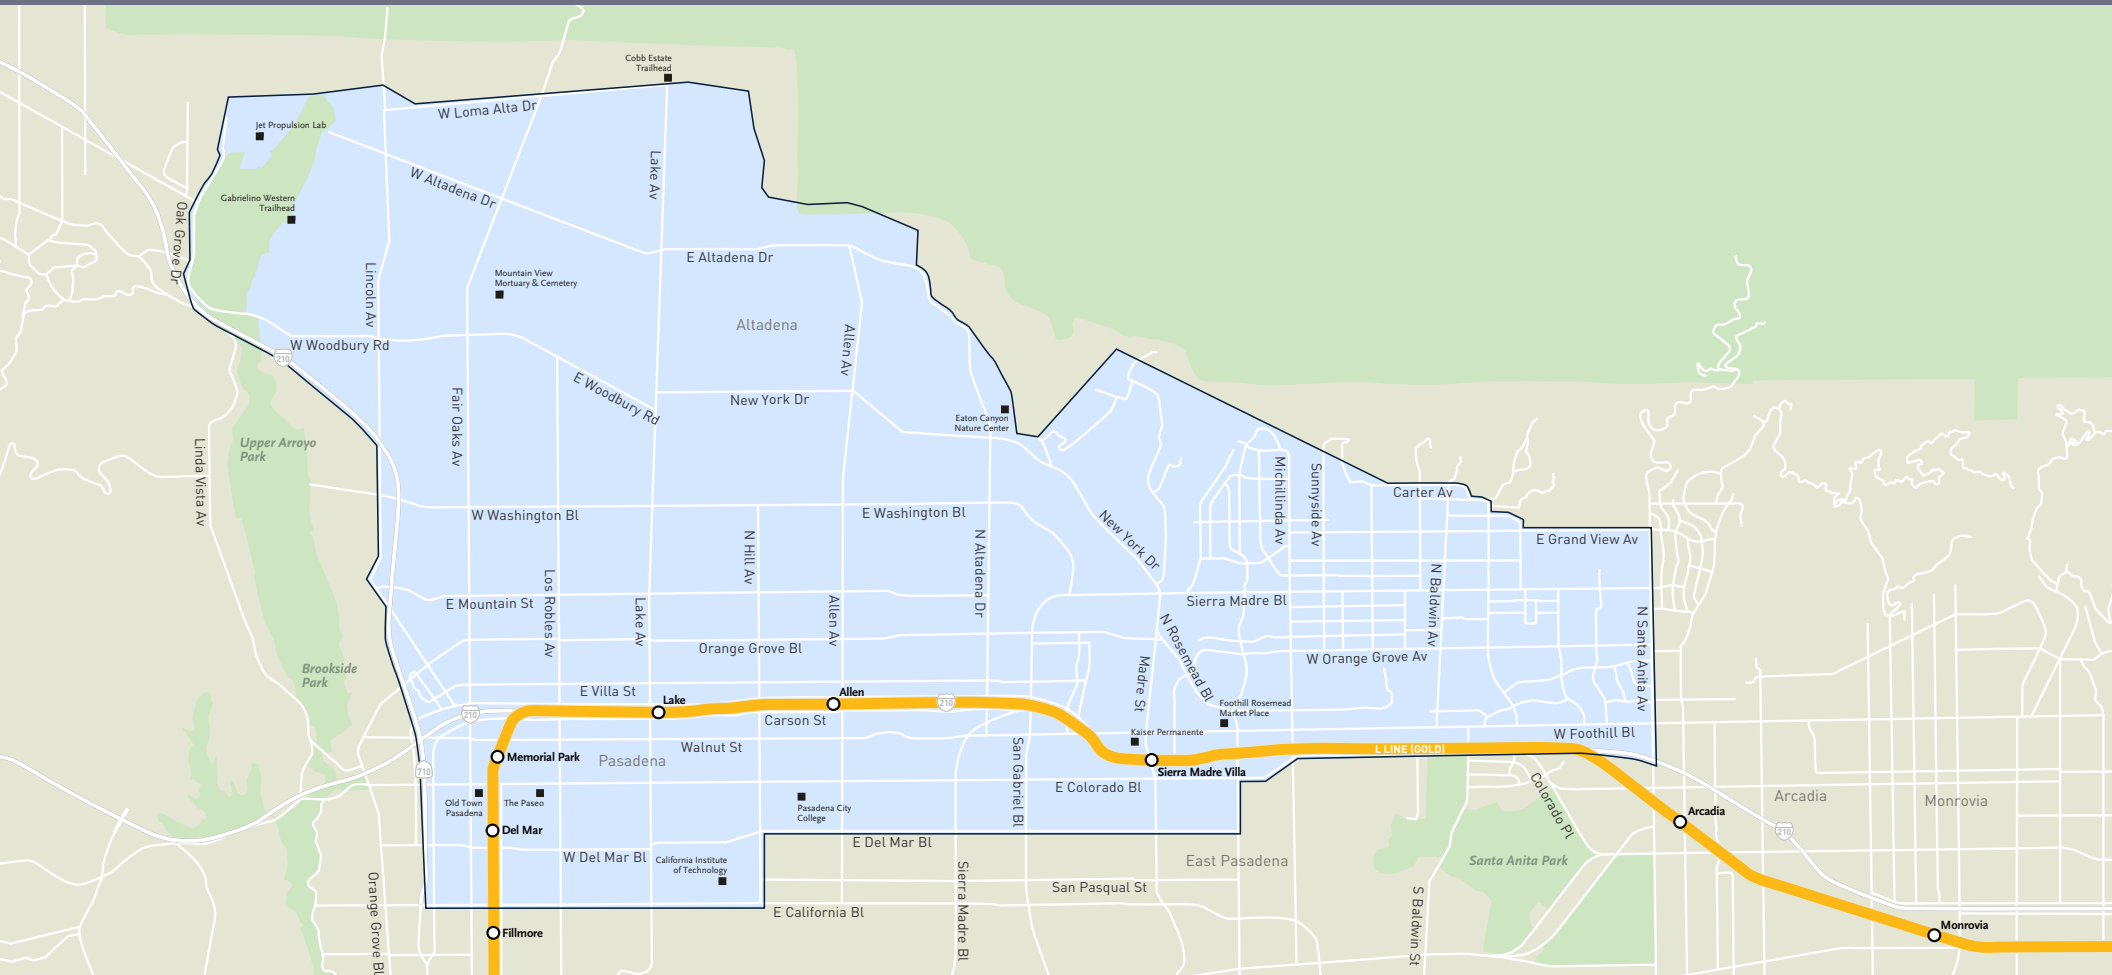 Cobb Estate
Trailhead
W Loma Alta Dr
Jet Propulsion Lab
Lake Av
W Altadena Dr
Gabrielino Western
Trailhead
Oak Grove Dr
E Altadena Dr
Lincoln Av
Mountain View
Mortuary & Cemetery
Altadena
Allen Av
W Woodbury Rd
210
E Woodbury Rd
New York Dr
Fair Oaks Av
Eaton Canyon
Nature Center
Upper Arroyo
Park
Linda Vista Av
Michillinda Av
Sunnyside Av
Carter Av
W Washington Bl
E Washington Bl
New York Dr
E Grand View Av
N Hill Av
N Altadena Dr
Los Robles Av
N Baldwin Av
E Mountain St
Lake Av
Allen Av
Sierra Madre Bl
N Santa Anita Av
N Rosemead Bl
Orange Grove Bl
W Orange Grove Av
Madre St
Brookside
Park
E Villa St
Lake
Allen
210
210
Foothill Rosemead
Market Place
Carson St
Kaiser Permanente
W Foothill Bl
Walnut St
L LINE (GOLD)
Memorial Park
Pasadena
San Gabriel Bl
Sierra Madre Villa
710
E Colorado Bl
Colorado Pl
Arcadia
Monrovia
Old Town
Pasadena
The Paseo
Pasadena City
College
Arcadia
210
Del Mar
E Del Mar Bl
W Del Mar Bl
California Institute
of Technology
East Pasadena
Santa Anita Park
Orange Grove Bl
Sierra Madre Bl
San Pasqual St
S Baldwin St
E California Bl
Fillmore
Monrovia